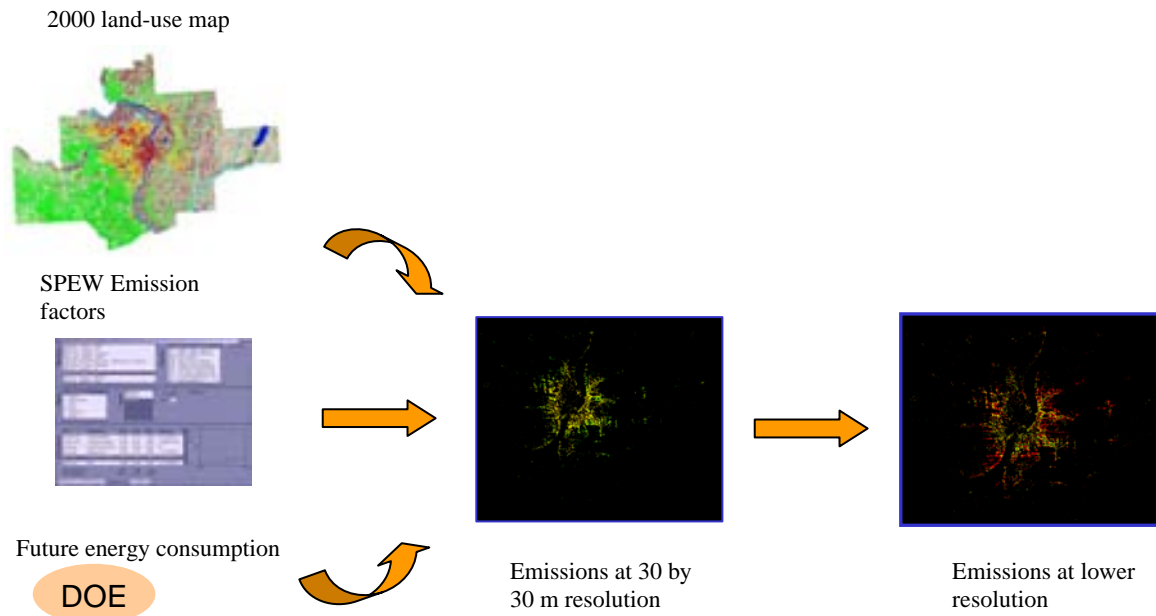 2000 land-use map
SPEW Emission
factors
Future energy consumption
DOE
Emissions at 30 by
30 m resolution
Emissions at lower
resolution